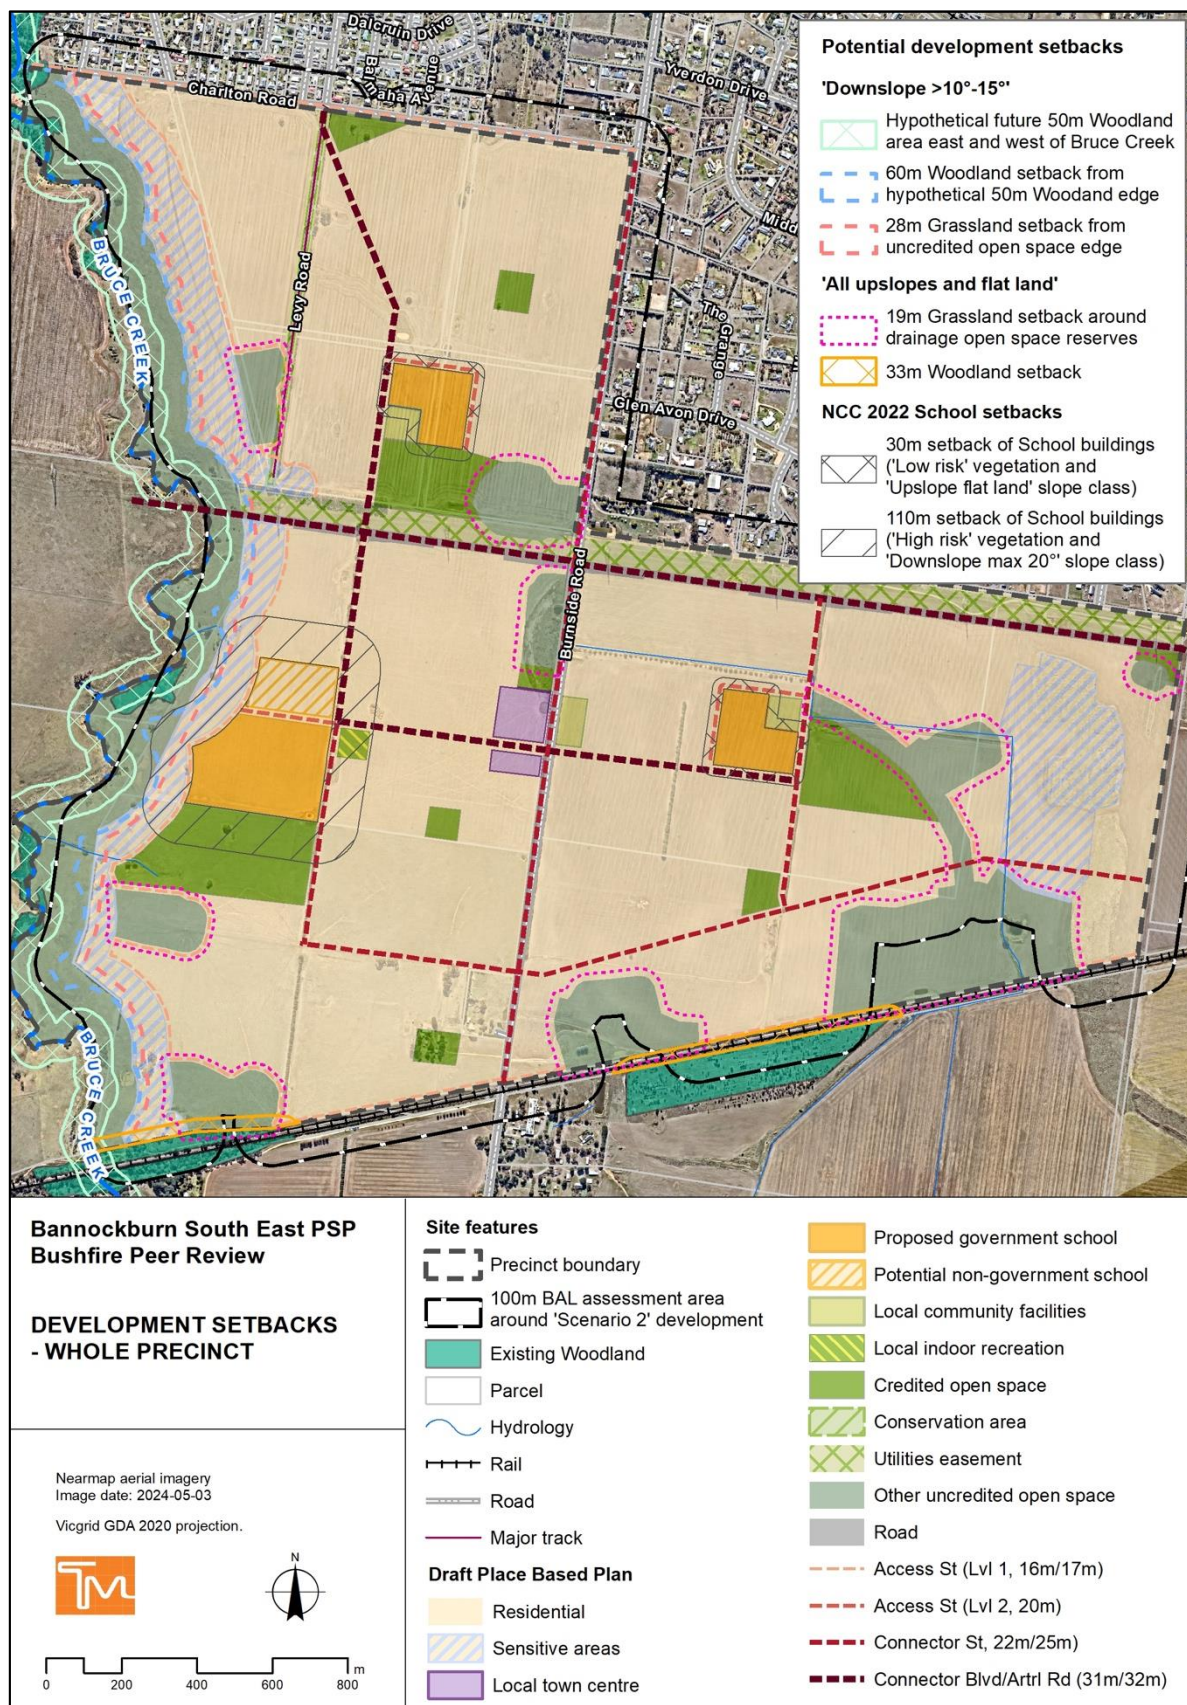 Dalcruin Drive
Barmaha Avenue
Charlton Road
Yverdon Drive
Midd
BRUCE CREEK
Levy Road
The Grange
Glen Avon Drive
Burnside Road
BRUCE CREEK
Potential development setbacks
'Downslope >10°-15°'
Hypothetical future 50m Woodland
area east and west of Bruce Creek
60m Woodland setback from
hypothetical 50m Woodand edge
28m Grassland setback from
uncredited open space edge
'All upslopes and flat land'
19m Grassland setback around
drainage open space reserves
33m Woodland setback
NCC 2022 School setbacks
30m setback of School buildings
('Low risk' vegetation and
'Upslope flat land' slope class)
110m setback of School buildings
('High risk' vegetation and
'Downslope max 20°' slope class)
Bannockburn South East PSP
Bushfire Peer Review
DEVELOPMENT SETBACKS
- WHOLE PRECINCT
Nearmap aerial imagery
Image date: 2024-05-03
Vicgrid GDA 2020 projection.
TM
N
0 200 400 600 800 m
Site features
Precinct boundary
100m BAL assessment area
around 'Scenario 2' development
Existing Woodland
Parcel
Hydrology
Rail
Road
Major track
Draft Place Based Plan
Residential
Sensitive areas
Local town centre
Proposed government school
Potential non-government school
Local community facilities
Local indoor recreation
Credited open space
Conservation area
Utilities easement
Other uncredited open space
Road
Access St (Lvl 1, 16m/17m)
Access St (Lvl 2, 20m)
Connector St, 22m/25m)
Connector Blvd/Artrl Rd (31m/32m)